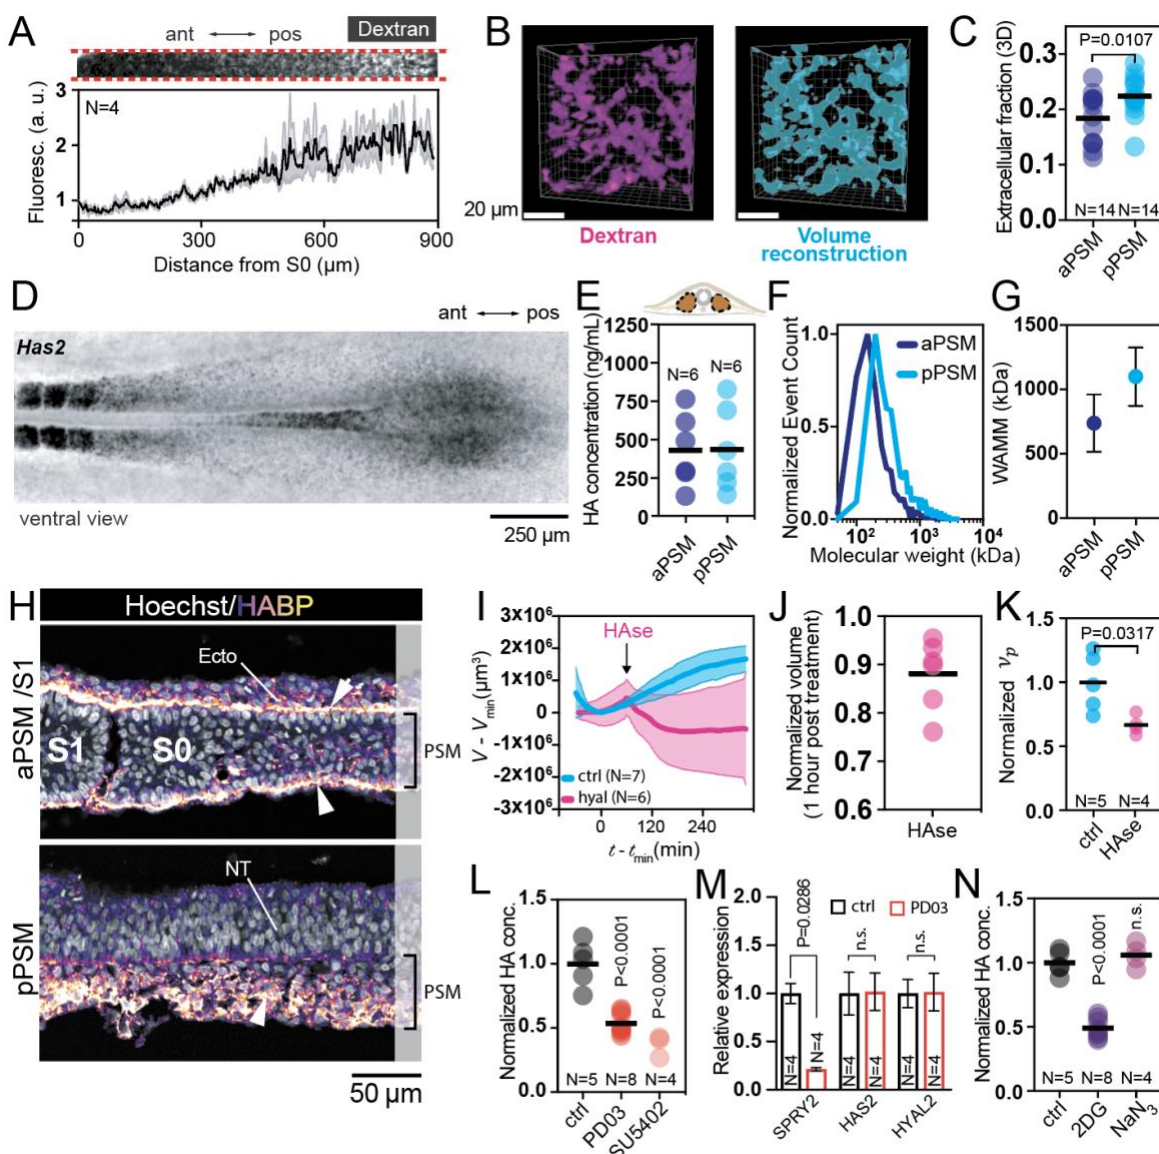 A
ant ⟷ pos
Dextran
Fluoresc. (a. u.)
3
2
1
N=4
0
300
600
900
Distance from S0 (µm)
B
20 µm
Dextran
Volume
reconstruction
C
Extracellular fraction (3D)
P=0.0107
0.3
0.2
0.1
0.0
N=14
N=14
aPSM
pPSM
D
ant ⟷ pos
Has2
ventral view
250 µm
E
HA concentration (ng/mL)
1250
1000
750
500
250
0
N=6
N=6
aPSM
pPSM
F
Normalized Event Count
1.0
0.5
0.0
aPSM
pPSM
10²
10³
10⁴
Molecular weight (kDa)
G
WAMM (kDa)
1500
1000
500
0
aPSM
pPSM
H
Hoechst/HABP
aPSM /S1
Ecto
S1
S0
PSM
pPSM
NT
PSM
50 µm
I
V - Vmin(µm³)
3X10⁶
2X10⁶
1X10⁶
0
-1X10⁶
-2X10⁶
-3X10⁶
HAse
ctrl (N=7)
hyal (N=6)
0
120
240
t - tmin(min)
J
Normalized volume
(1 hour post treatment)
1.0
0.9
0.8
0.7
0.6
HAse
K
Normalized νp
1.5
1.0
0.5
0.0
P=0.0317
N=5
N=4
ctrl
HAse
L
Normalized HA conc.
1.5
1.0
0.5
0.0
P<0.0001
P<0.0001
N=5
N=8
N=4
ctrl
PD03
SU5402
M
Relative expression
2.0
1.5
1.0
0.5
0.0
P=0.0286
ctrl
PD03
n.s.
n.s.
N=4
N=4
N=4
N=4
N=4
N=4
SPRY2
HAS2
HYAL2
N
Normalized HA conc.
1.5
1.0
0.5
0.0
P<0.0001
n.s.
N=5
N=8
N=4
ctrl
2DG
NaN₃